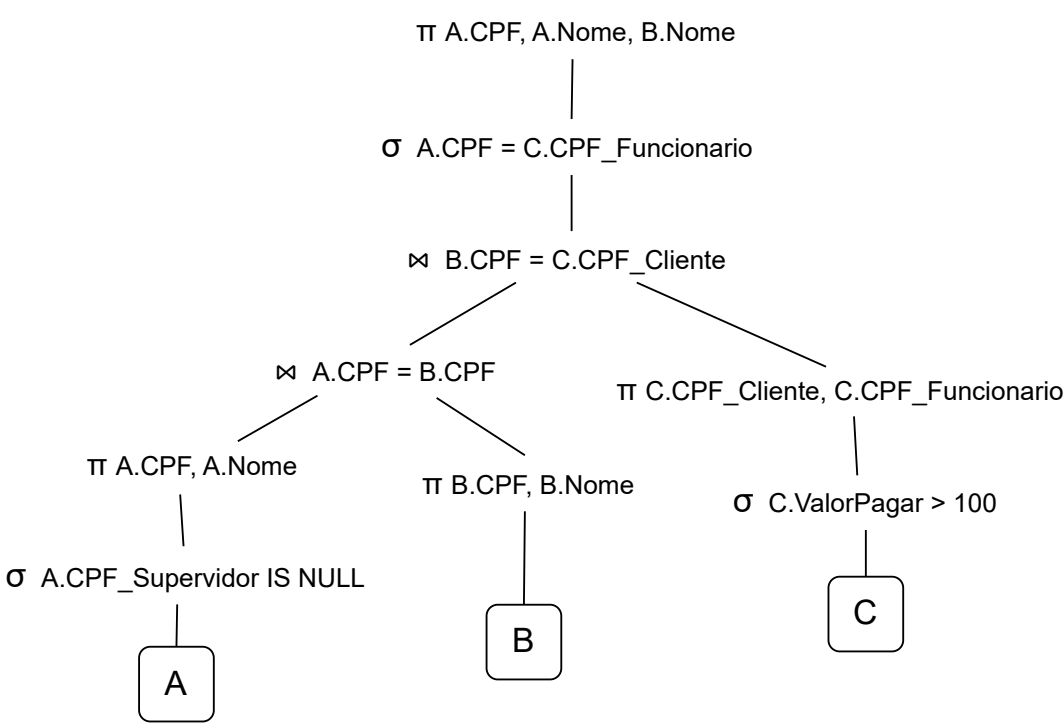 π A.CPF, A.Nome, B.Nome
σ A.CPF = C.CPF_Funcionario
⋈ B.CPF = C.CPF_Cliente
⋈ A.CPF = B.CPF
π C.CPF_Cliente, C.CPF_Funcionario
π A.CPF, A.Nome
π B.CPF, B.Nome
σ C.ValorPagar > 100
σ A.CPF_Supervidor IS NULL
C
B
A